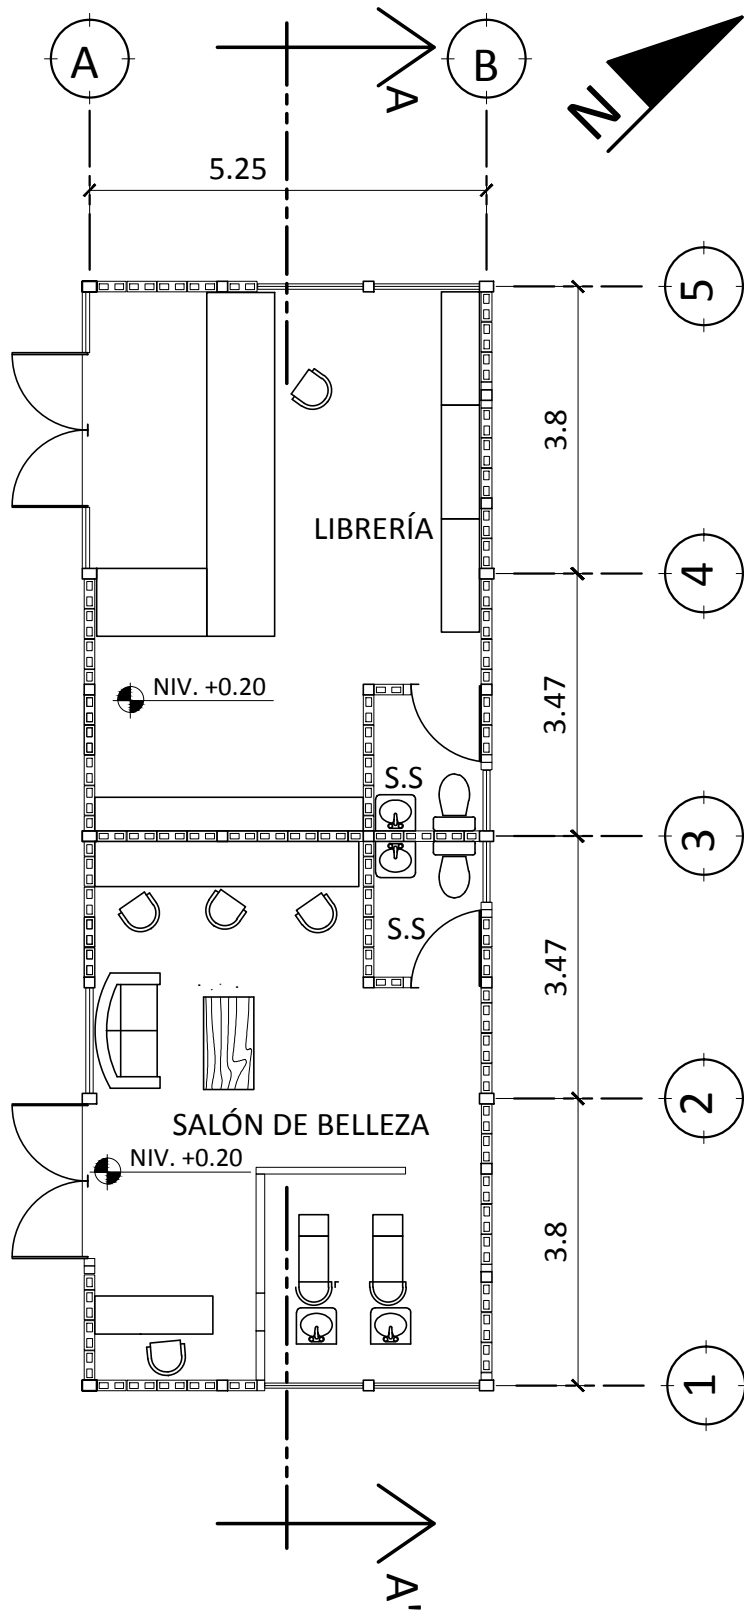 A
B
A
N
5.25
5
3.8
LIBRERÍA
4
NIV. +0.20
3.47
S.S
3
S.S
3.47
2
SALÓN DE BELLEZA
NIV. +0.20
3.8
1
A'